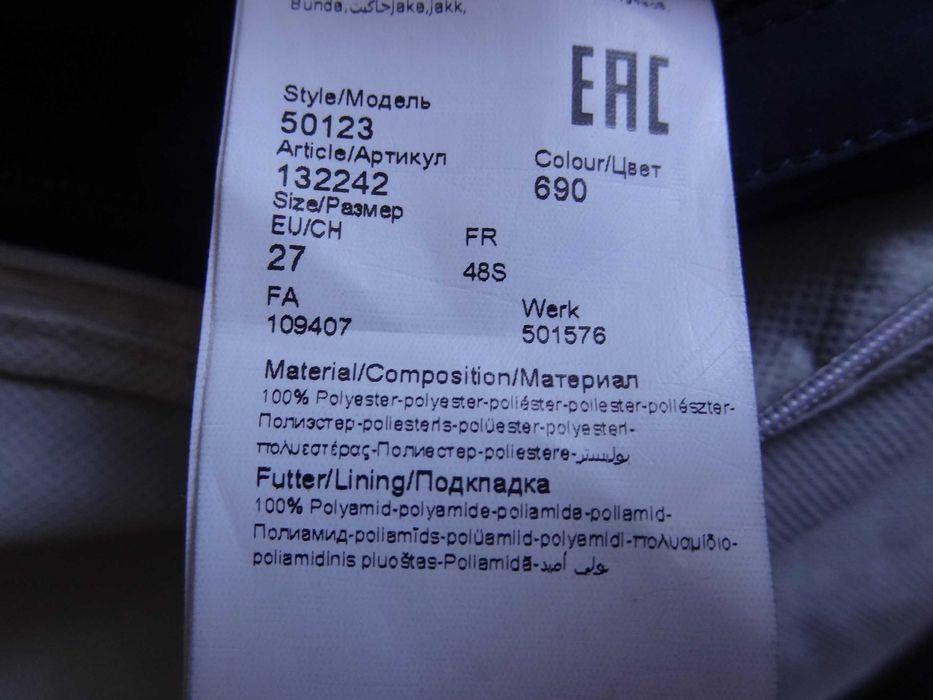 Bunda,جاكيت,jaka,jakk,
EAC
Style/Модель
50123
Article/Артикул
132242
Colour/Цвет
690
Size/Размер
EU/CH
27
FR
48S
FA
109407
Werk
501576
Material/Composition/Материал
100% Polyester-polyester-poliéster-poliester-poliészter-
Полиэстер-poliesteris-polüester-polyesteri-
πολυεστέρας-Полиестер-poliestere-بوليستر
Futter/Lining/Подкладка
100% Polyamid-polyamide-poliamida-poliamid-
Полиамид-poliamīds-polüamiid-polyamidi-πολυαμίδιο-
poliamidinis pluoštas-Poliamidă-بولي أميد